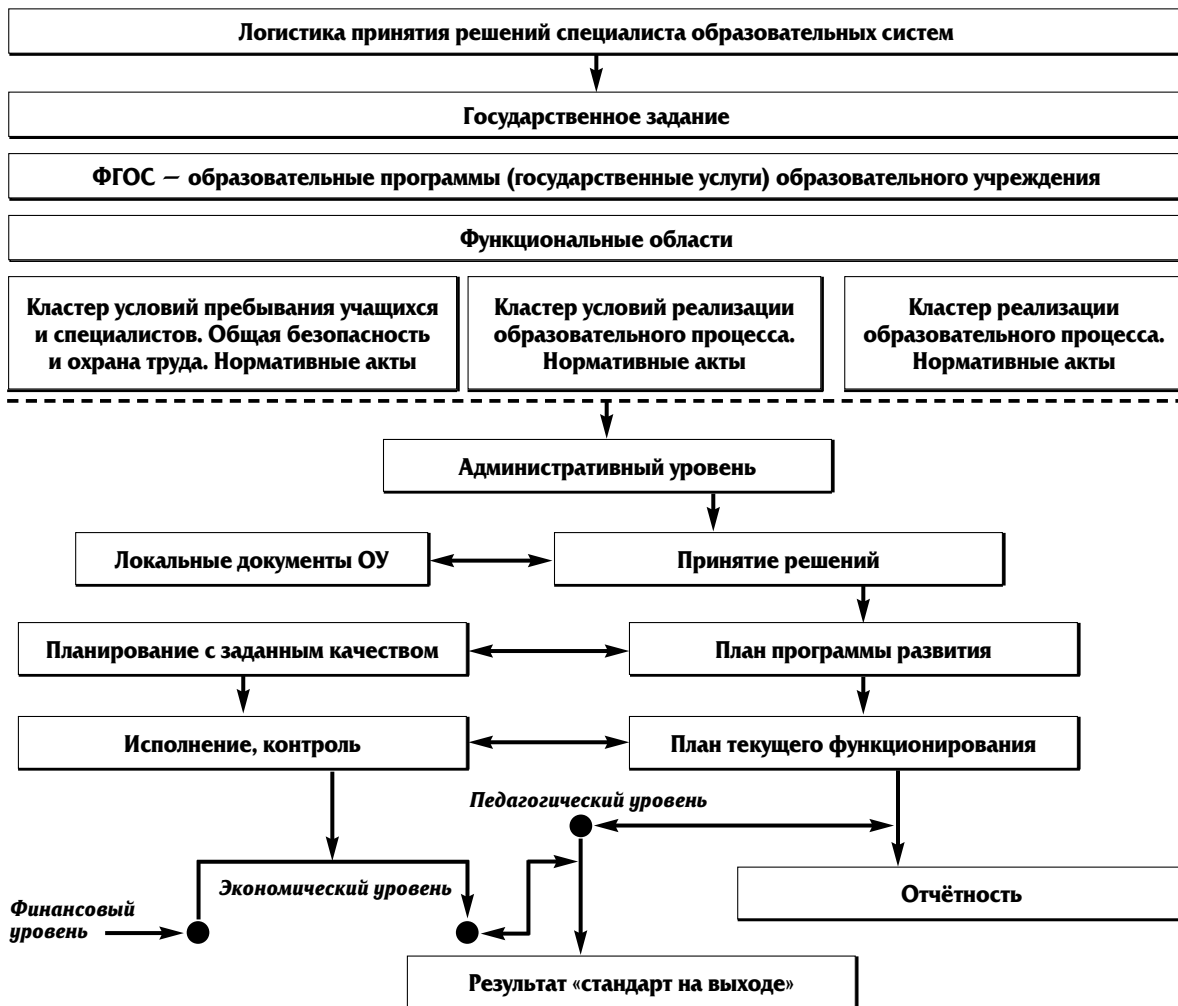 Логистика принятия решений специалиста образовательных систем
Государственное задание
ФГОС — образовательные программы (государственные услуги) образовательного учреждения
Функциональные области
Кластер условий пребывания учащихся
и специалистов. Общая безопасность
и охрана труда. Нормативные акты
Кластер условий реализации
образовательного процесса.
Нормативные акты
Кластер реализации
образовательного процесса.
Нормативные акты
Административный уровень
Локальные документы ОУ
Принятие решений
Планирование с заданным качеством
План программы развития
Исполнение, контроль
План текущего функционирования
Педагогический уровень
Экономический уровень
Отчётность
Финансовый
уровень
Результат «стандарт на выходе»